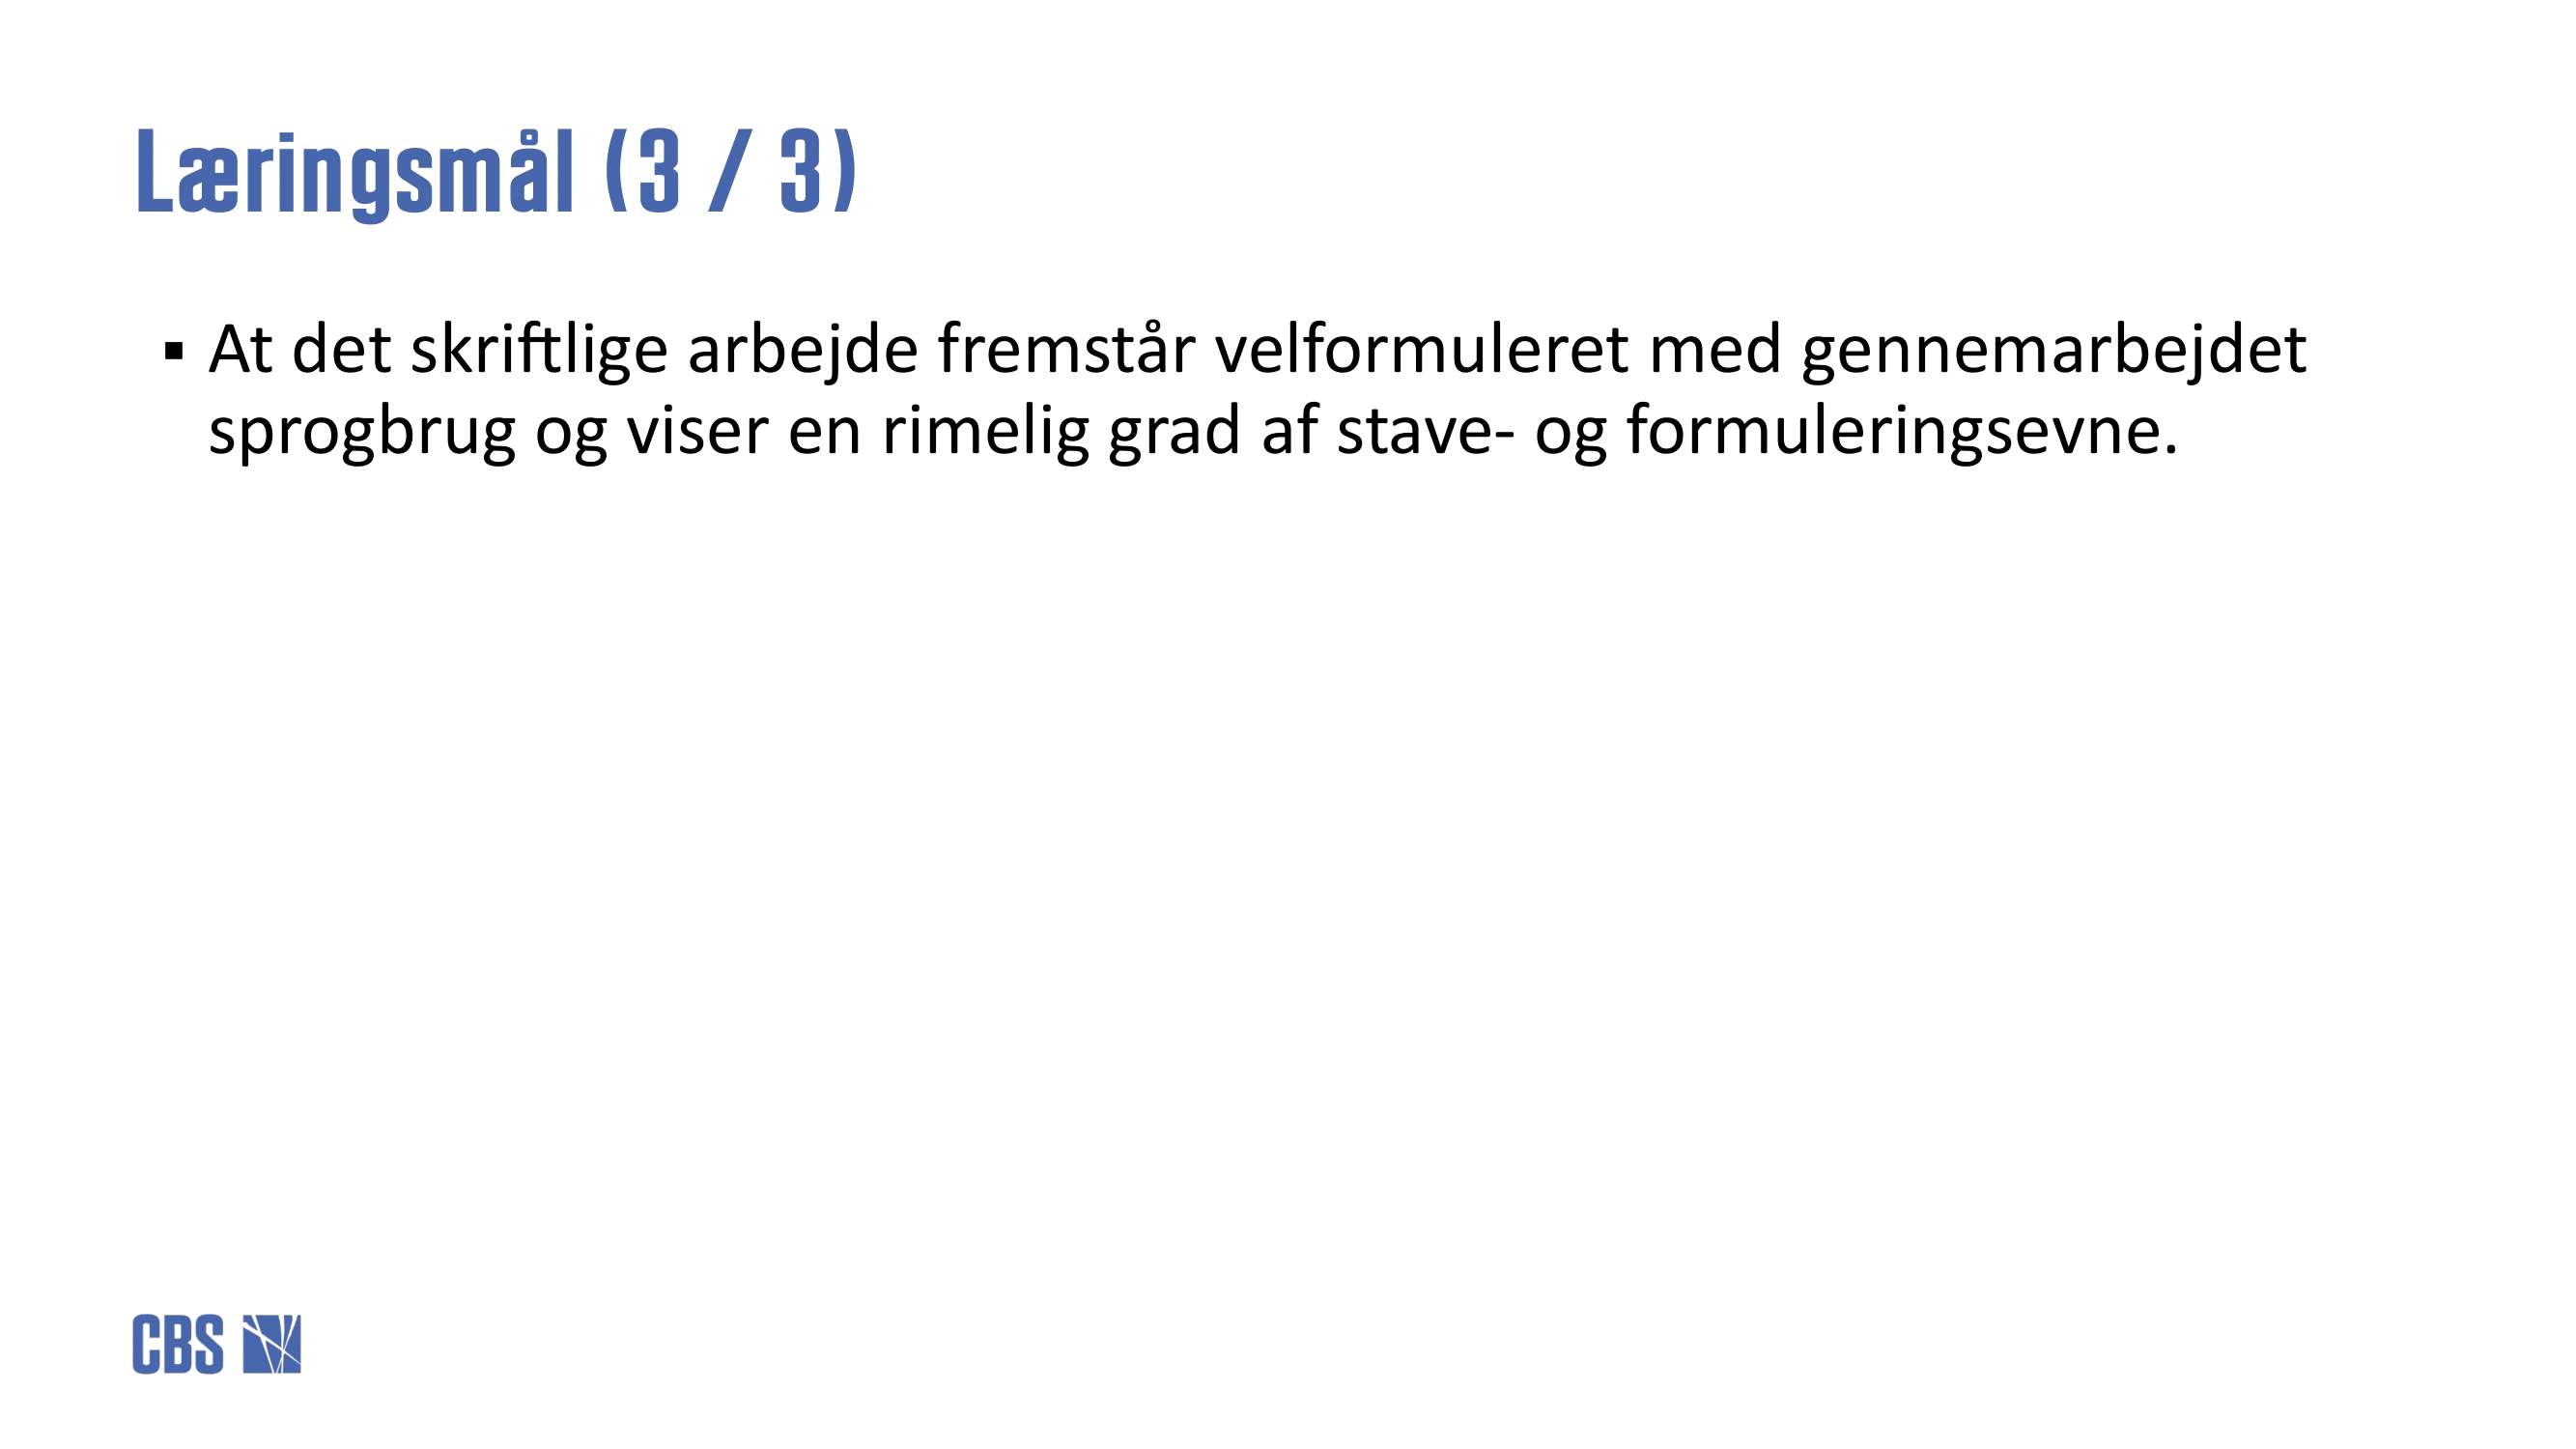 Læringsmål (3 / 3)
▪ At det skriftlige arbejde fremstår velformuleret med gennemarbejdet
sprogbrug og viser en rimelig grad af stave- og formuleringsevne.
CBS